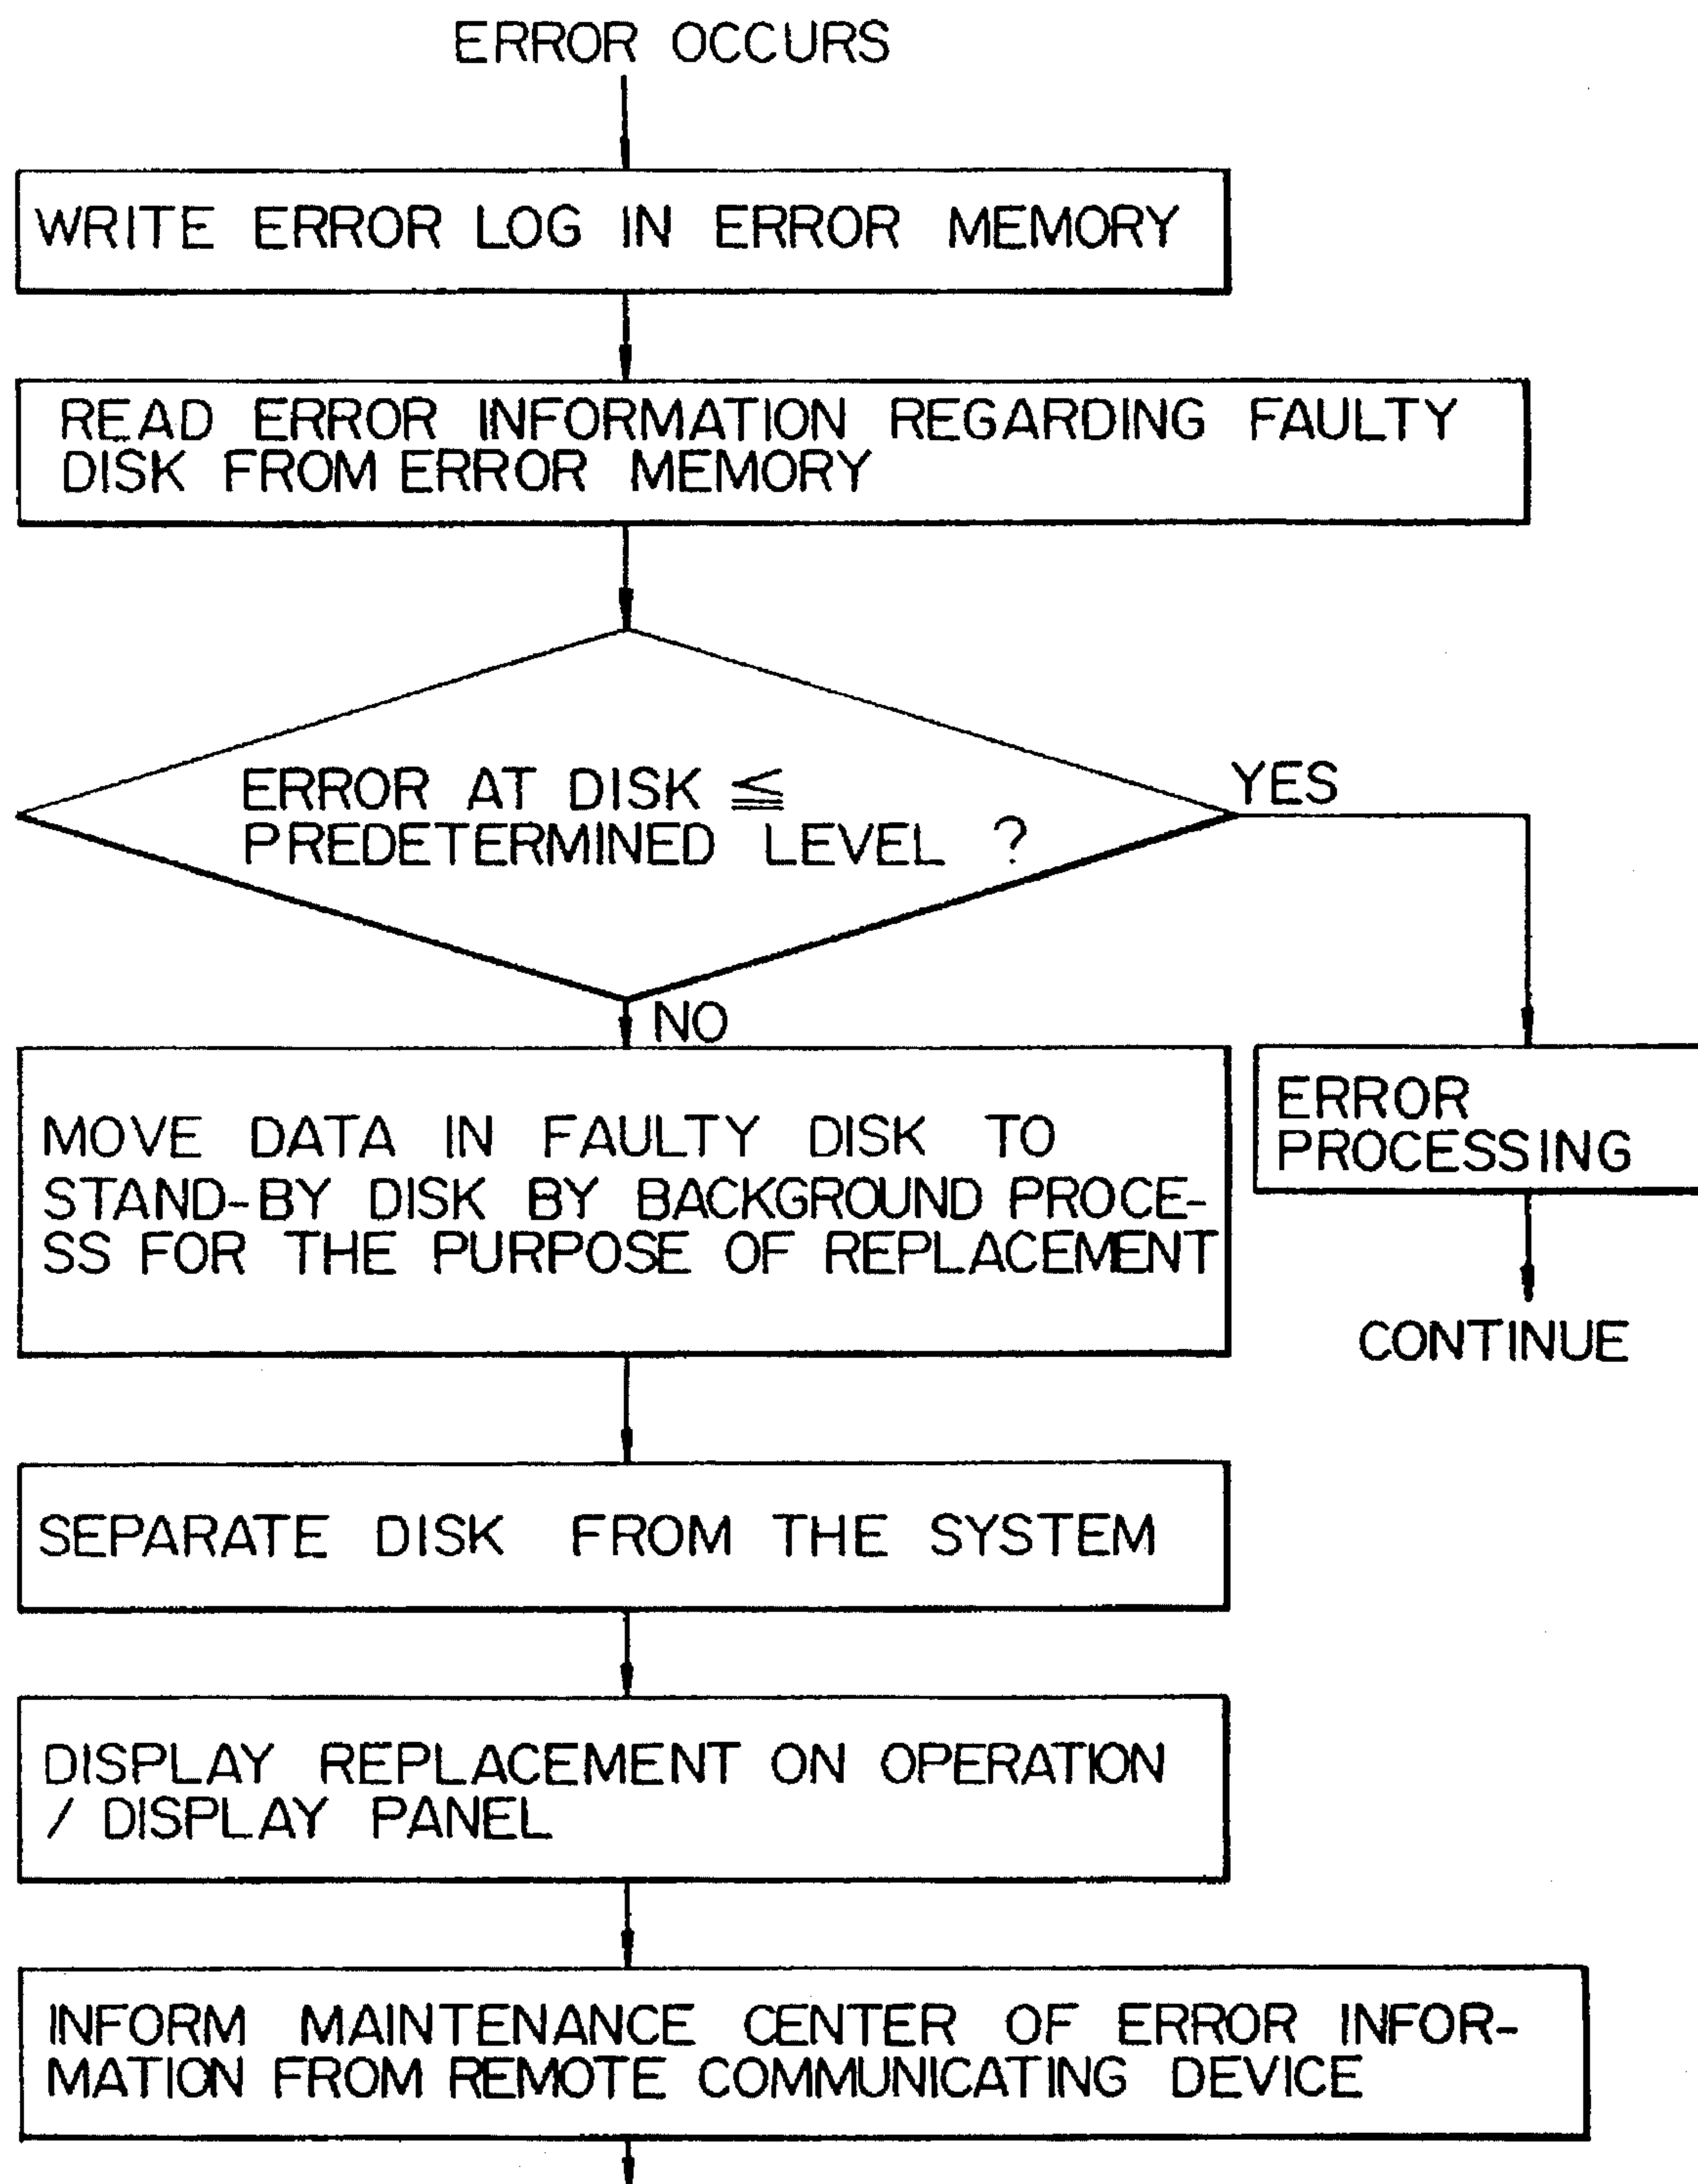 ERROR OCCURS
WRITE ERROR LOG IN ERROR MEMORY
READ ERROR INFORMATION REGARDING FAULTY
DISK FROM ERROR MEMORY
ERROR AT DISK ≦
PREDETERMINED LEVEL ?
YES
NO
MOVE DATA IN FAULTY DISK TO
STAND-BY DISK BY BACKGROUND PROCE-
SS FOR THE PURPOSE OF REPLACEMENT
ERROR
PROCESSING
CONTINUE
SEPARATE DISK FROM THE SYSTEM
DISPLAY REPLACEMENT ON OPERATION
/ DISPLAY PANEL
INFORM MAINTENANCE CENTER OF ERROR INFOR-
MATION FROM REMOTE COMMUNICATING DEVICE